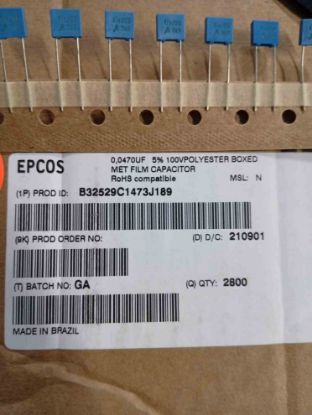 EPCOS
0,0470UF 5% 100VPOLYESTER BOXED
MET FILM CAPACITOR
RoHS compatible MSL: N
(1P) PROD ID: B32529C1473J189
(9K) PROD ORDER NO: (D) D/C: 210901
(T) BATCH NO: GA (Q) QTY: 2800
MADE IN BRAZIL